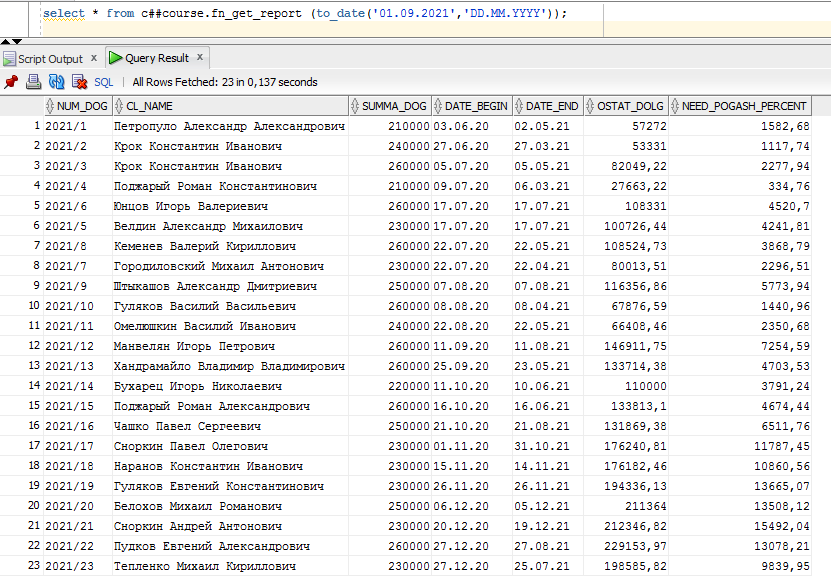 select * from c##course.fn_get_report (to_date('01.09.2021','DD.MM.YYYY'));
Script Output x Query Result x
SQL | All Rows Fetched: 23 in 0,137 seconds
NUM_DOG CL_NAME SUMMA_DOG DATE_BEGIN DATE_END OSTAT_DOLG NEED_POGASH_PERCENT
1 2021/1 Петропуло Александр Александрович 210000 03.06.20 02.05.21 57272 1582,68
2 2021/2 Крок Константин Иванович 240000 27.06.20 27.03.21 53331 1117,74
3 2021/3 Крок Константин Иванович 260000 05.07.20 05.05.21 82049,22 2277,94
4 2021/4 Поджарый Роман Константинович 210000 09.07.20 06.03.21 27663,22 334,76
5 2021/6 Юнцов Игорь Валериевич 260000 17.07.20 17.07.21 108331 4520,7
6 2021/5 Велдин Александр Михаилович 230000 17.07.20 17.07.21 100726,44 4241,81
7 2021/8 Кеменев Валерий Кириллович 260000 22.07.20 22.05.21 108524,73 3868,79
8 2021/7 Городиловский Михаил Антонович 230000 22.07.20 22.04.21 80013,51 2296,51
9 2021/9 Штыкашов Александр Дмитриевич 250000 07.08.20 07.08.21 116356,86 5773,94
10 2021/10 Гуляков Василий Васильевич 260000 08.08.20 08.04.21 67876,59 1440,96
11 2021/11 Омелюшкин Василий Иванович 240000 22.08.20 22.05.21 66408,46 2350,68
12 2021/12 Манвелян Игорь Петрович 260000 11.09.20 11.08.21 146911,75 7254,59
13 2021/13 Хандрамайло Владимир Владимирович 260000 25.09.20 23.05.21 133714,38 4703,53
14 2021/14 Вухарец Игорь Николаевич 220000 11.10.20 10.06.21 110000 3791,24
15 2021/15 Поджарый Роман Александрович 260000 16.10.20 16.06.21 133813,1 4674,44
16 2021/16 Чашко Павел Сергеевич 250000 21.10.20 21.08.21 131869,38 6511,76
17 2021/17 Сноркин Павел Олегович 230000 01.11.20 31.10.21 176240,81 11787,45
18 2021/18 Наранов Константин Иванович 230000 15.11.20 14.11.21 176182,46 10860,56
19 2021/19 Гуляков Евгений Константинович 230000 26.11.20 26.11.21 194336,13 13665,07
20 2021/20 Белохов Михаил Романович 250000 06.12.20 05.12.21 211364 13508,12
21 2021/21 Сноркин Андрей Антонович 230000 20.12.20 19.12.21 212346,82 15492,04
22 2021/22 Пудков Евгений Александрович 260000 27.12.20 27.08.21 229153,97 13078,21
23 2021/23 Тепленко Михаил Кириллович 230000 27.12.20 25.07.21 198585,82 9839,95